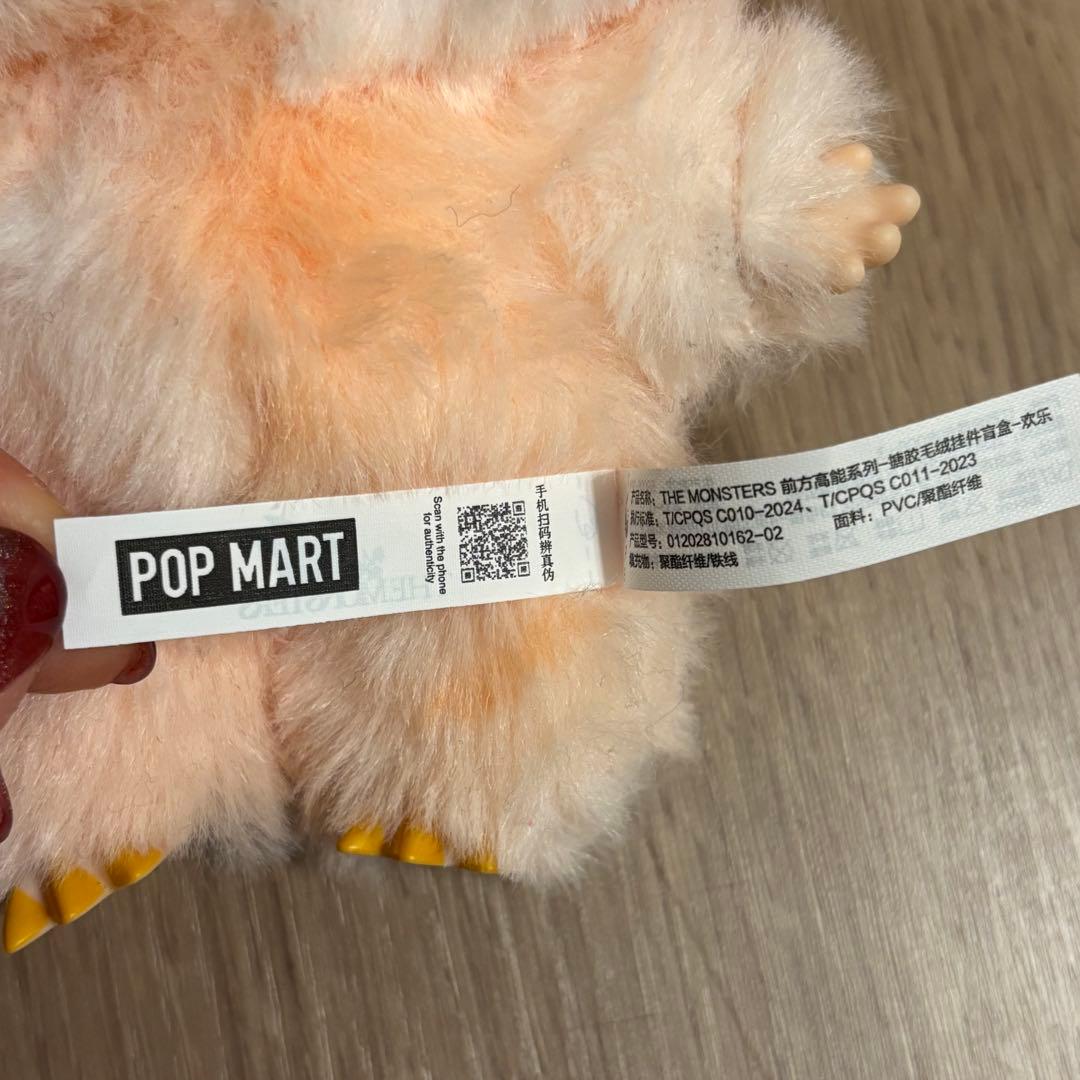 POP MART
Scan with the phone
for authenticity
手机扫码辨真伪
产品名称：THE MONSTERS 前方高能系列-搪胶毛绒挂件盲盒-欢乐
执行标准：T/CPQS C010-2024、T/CPQS C011-2023
产品型号：01202810162-02 面料：PVC/聚酯纤维
填充物：聚酯纤维/铁线